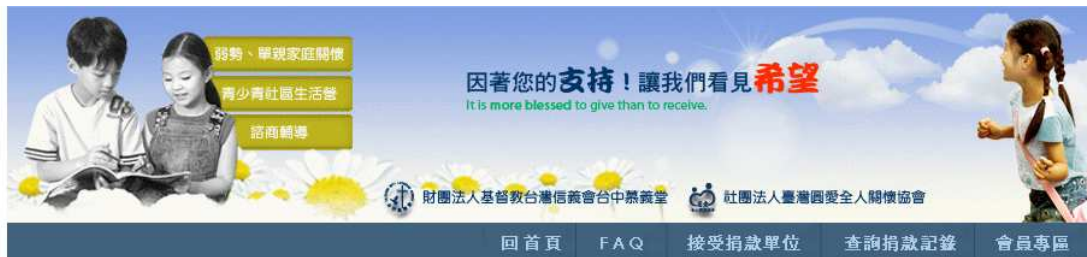 弱勢、單親家庭關懷
青少青社區生活營
諮商輔導
因著您的支持！讓我們看見希望
It is more blessed to give than to receive.
財團法人基督教台灣信義會台中慕義堂
社團法人臺灣圓愛全人關懷協會
回首頁 FAQ 接受捐款單位 查詢捐款記錄 會員專區